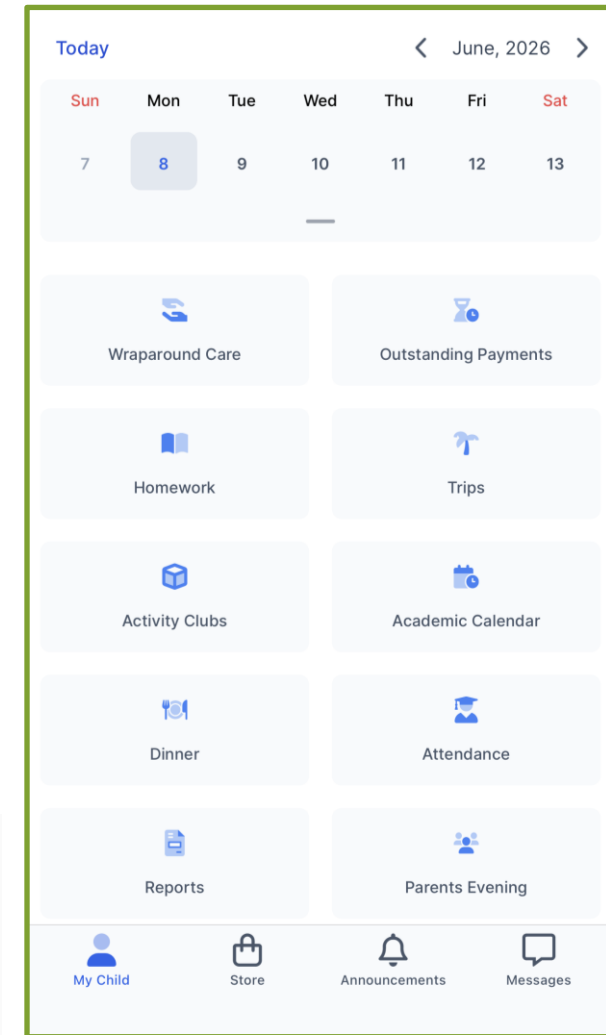 Today June, 2026
Sun Mon Tue Wed Thu Fri Sat
7 8 9 10 11 12 13
Wraparound Care Outstanding Payments
Homework Trips
Activity Clubs Academic Calendar
Dinner Attendance
Reports Parents Evening
My Child Store Announcements Messages